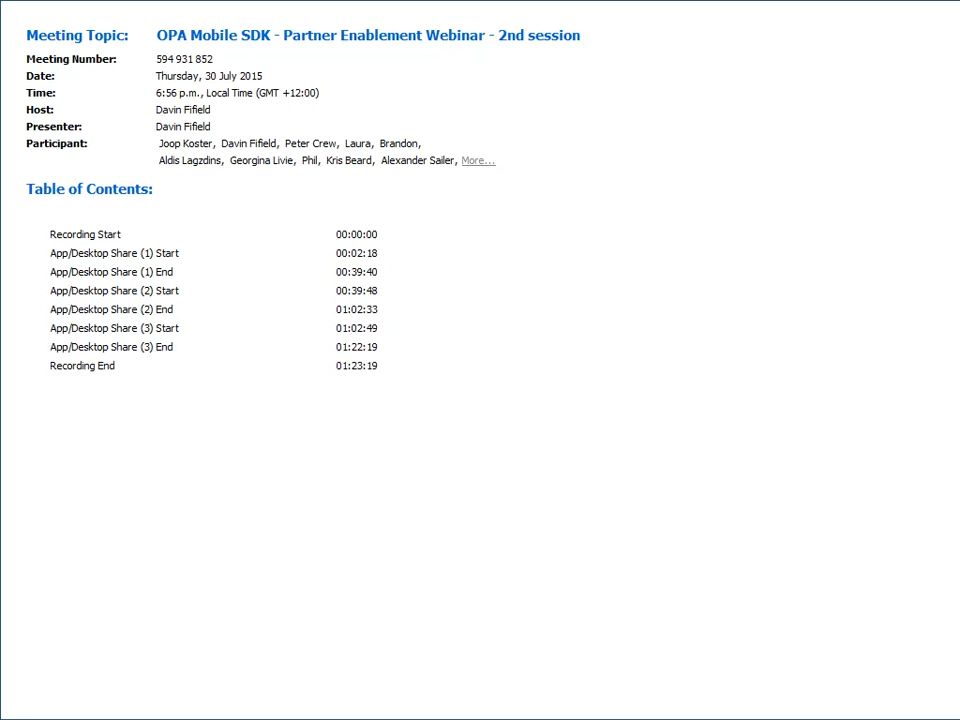 Meeting Topic: OPA Mobile SDK - Partner Enablement Webinar - 2nd session
Meeting Number: 594 931 852
Date: Thursday, 30 July 2015
Time: 6:56 p.m., Local Time (GMT +12:00)
Host: Davin Fifield
Presenter: Davin Fifield
Participant: Joop Koster, Davin Fifield, Peter Crew, Laura, Brandon,
Aldis Lagzdins, Georgina Livie, Phil, Kris Beard, Alexander Sailer, More...
Table of Contents:
Recording Start 00:00:00
App/Desktop Share (1) Start 00:02:18
App/Desktop Share (1) End 00:39:40
App/Desktop Share (2) Start 00:39:48
App/Desktop Share (2) End 01:02:33
App/Desktop Share (3) Start 01:02:49
App/Desktop Share (3) End 01:22:19
Recording End 01:23:19